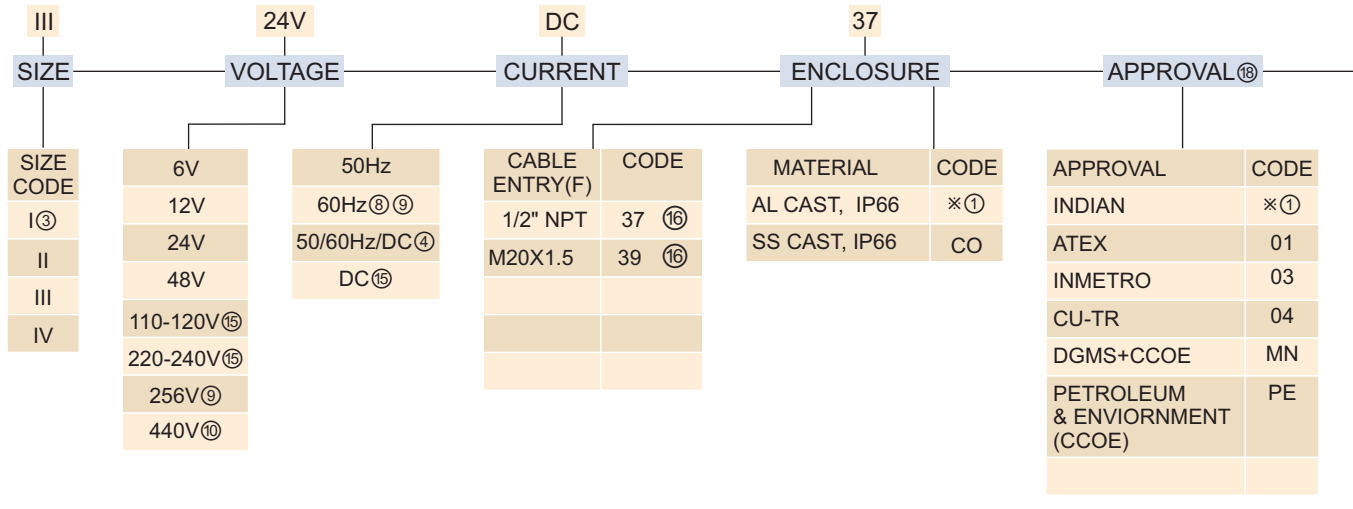 III 24V DC 37
SIZE VOLTAGE CURRENT ENCLOSURE APPROVAL⑱
SIZE
CODE
I③
II
III
IV
6V
12V
24V
48V
110-120V⑮
220-240V⑮
256V⑨
440V⑩
50Hz
60Hz⑧⑨
50/60Hz/DC④
DC⑮
CABLE
ENTRY(F)
CODE
1/2" NPT 37 ⑯
M20X1.5 39 ⑯
MATERIAL CODE
AL CAST, IP66 ※①
SS CAST, IP66 CO
APPROVAL CODE
INDIAN ※①
ATEX 01
INMETRO 03
CU-TR 04
DGMS+CCOE MN
PETROLEUM PE
& ENVIORNMENT
(CCOE)